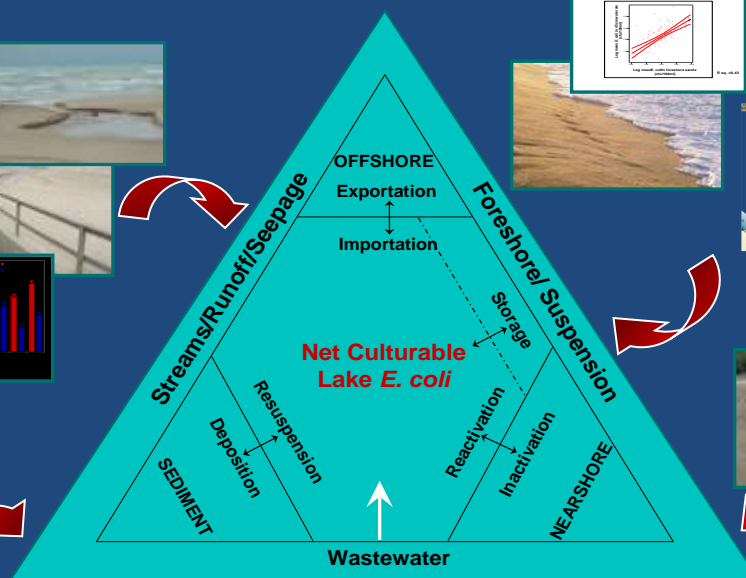 OFFSHORE
Exportation
Importation
Streams/Runoff/Seepage
Foreshore/ Suspension
Storage
Net Culturable
Lake E. coli
Resuspension
Deposition
SEDIMENT
Reactivation
Inactivation
NEARSHORE
Wastewater